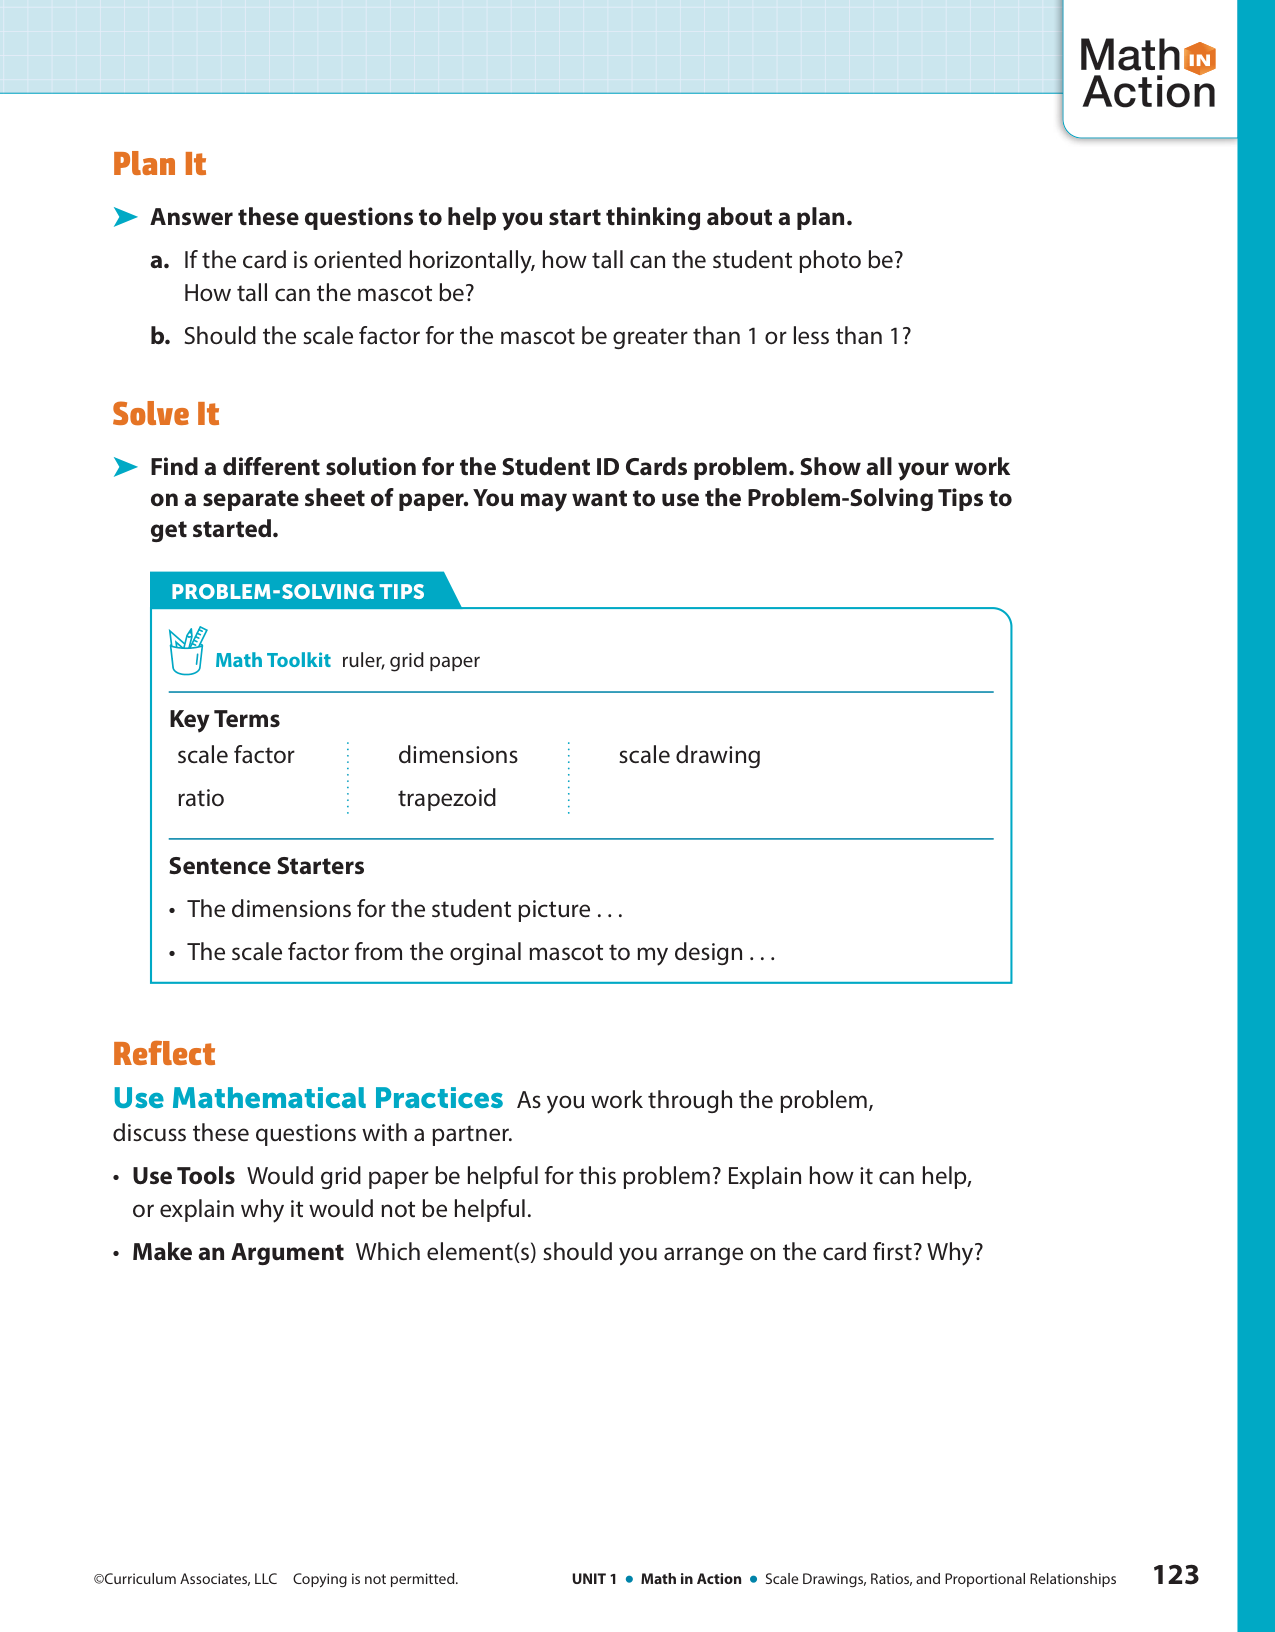 Math IN
Action
Plan It
Answer these questions to help you start thinking about a plan.
a. If the card is oriented horizontally, how tall can the student photo be?
How tall can the mascot be?
b. Should the scale factor for the mascot be greater than 1 or less than 1?
Solve It
Find a different solution for the Student ID Cards problem. Show all your work
on a separate sheet of paper. You may want to use the Problem-Solving Tips to
get started.
PROBLEM-SOLVING TIPS
Math Toolkit ruler, grid paper
Key Terms
scale factor dimensions scale drawing
ratio trapezoid
Sentence Starters
• The dimensions for the student picture . . .
• The scale factor from the orginal mascot to my design . . .
Reflect
Use Mathematical Practices As you work through the problem,
discuss these questions with a partner.
• Use Tools Would grid paper be helpful for this problem? Explain how it can help,
or explain why it would not be helpful.
• Make an Argument Which element(s) should you arrange on the card first? Why?
©Curriculum Associates, LLC Copying is not permitted. UNIT 1 • Math in Action • Scale Drawings, Ratios, and Proportional Relationships 123